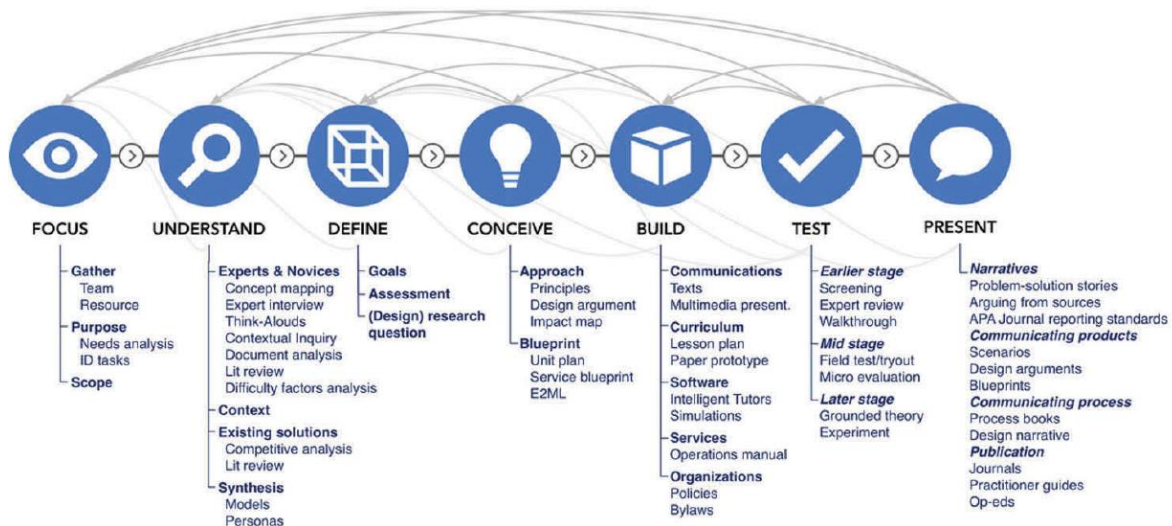 FOCUS
Gather
Team
Resource
Purpose
Needs analysis
ID tasks
Scope
UNDERSTAND
Experts & Novices
Concept mapping
Expert interview
Think-Alouds
Contextual Inquiry
Document analysis
Lit review
Difficulty factors analysis
Context
Existing solutions
Competitive analysis
Lit review
Synthesis
Models
Personas
DEFINE
Goals
Assessment
(Design) research
question
CONCEIVE
Approach
Principles
Design argument
Impact map
Blueprint
Unit plan
Service blueprint
E2ML
BUILD
Communications
Texts
Multimedia present.
Curriculum
Lesson plan
Paper prototype
Software
Intelligent Tutors
Simulations
Services
Operations manual
Organizations
Policies
Bylaws
TEST
Earlier stage
Screening
Expert review
Walkthrough
Mid stage
Field test/tryout
Micro evaluation
Later stage
Grounded theory
Experiment
PRESENT
Narratives
Problem-solution stories
Arguing from sources
APA Journal reporting standards
Communicating products
Scenarios
Design arguments
Blueprints
Communicating process
Process books
Design narrative
Publication
Journals
Practitioner guides
Op-eds